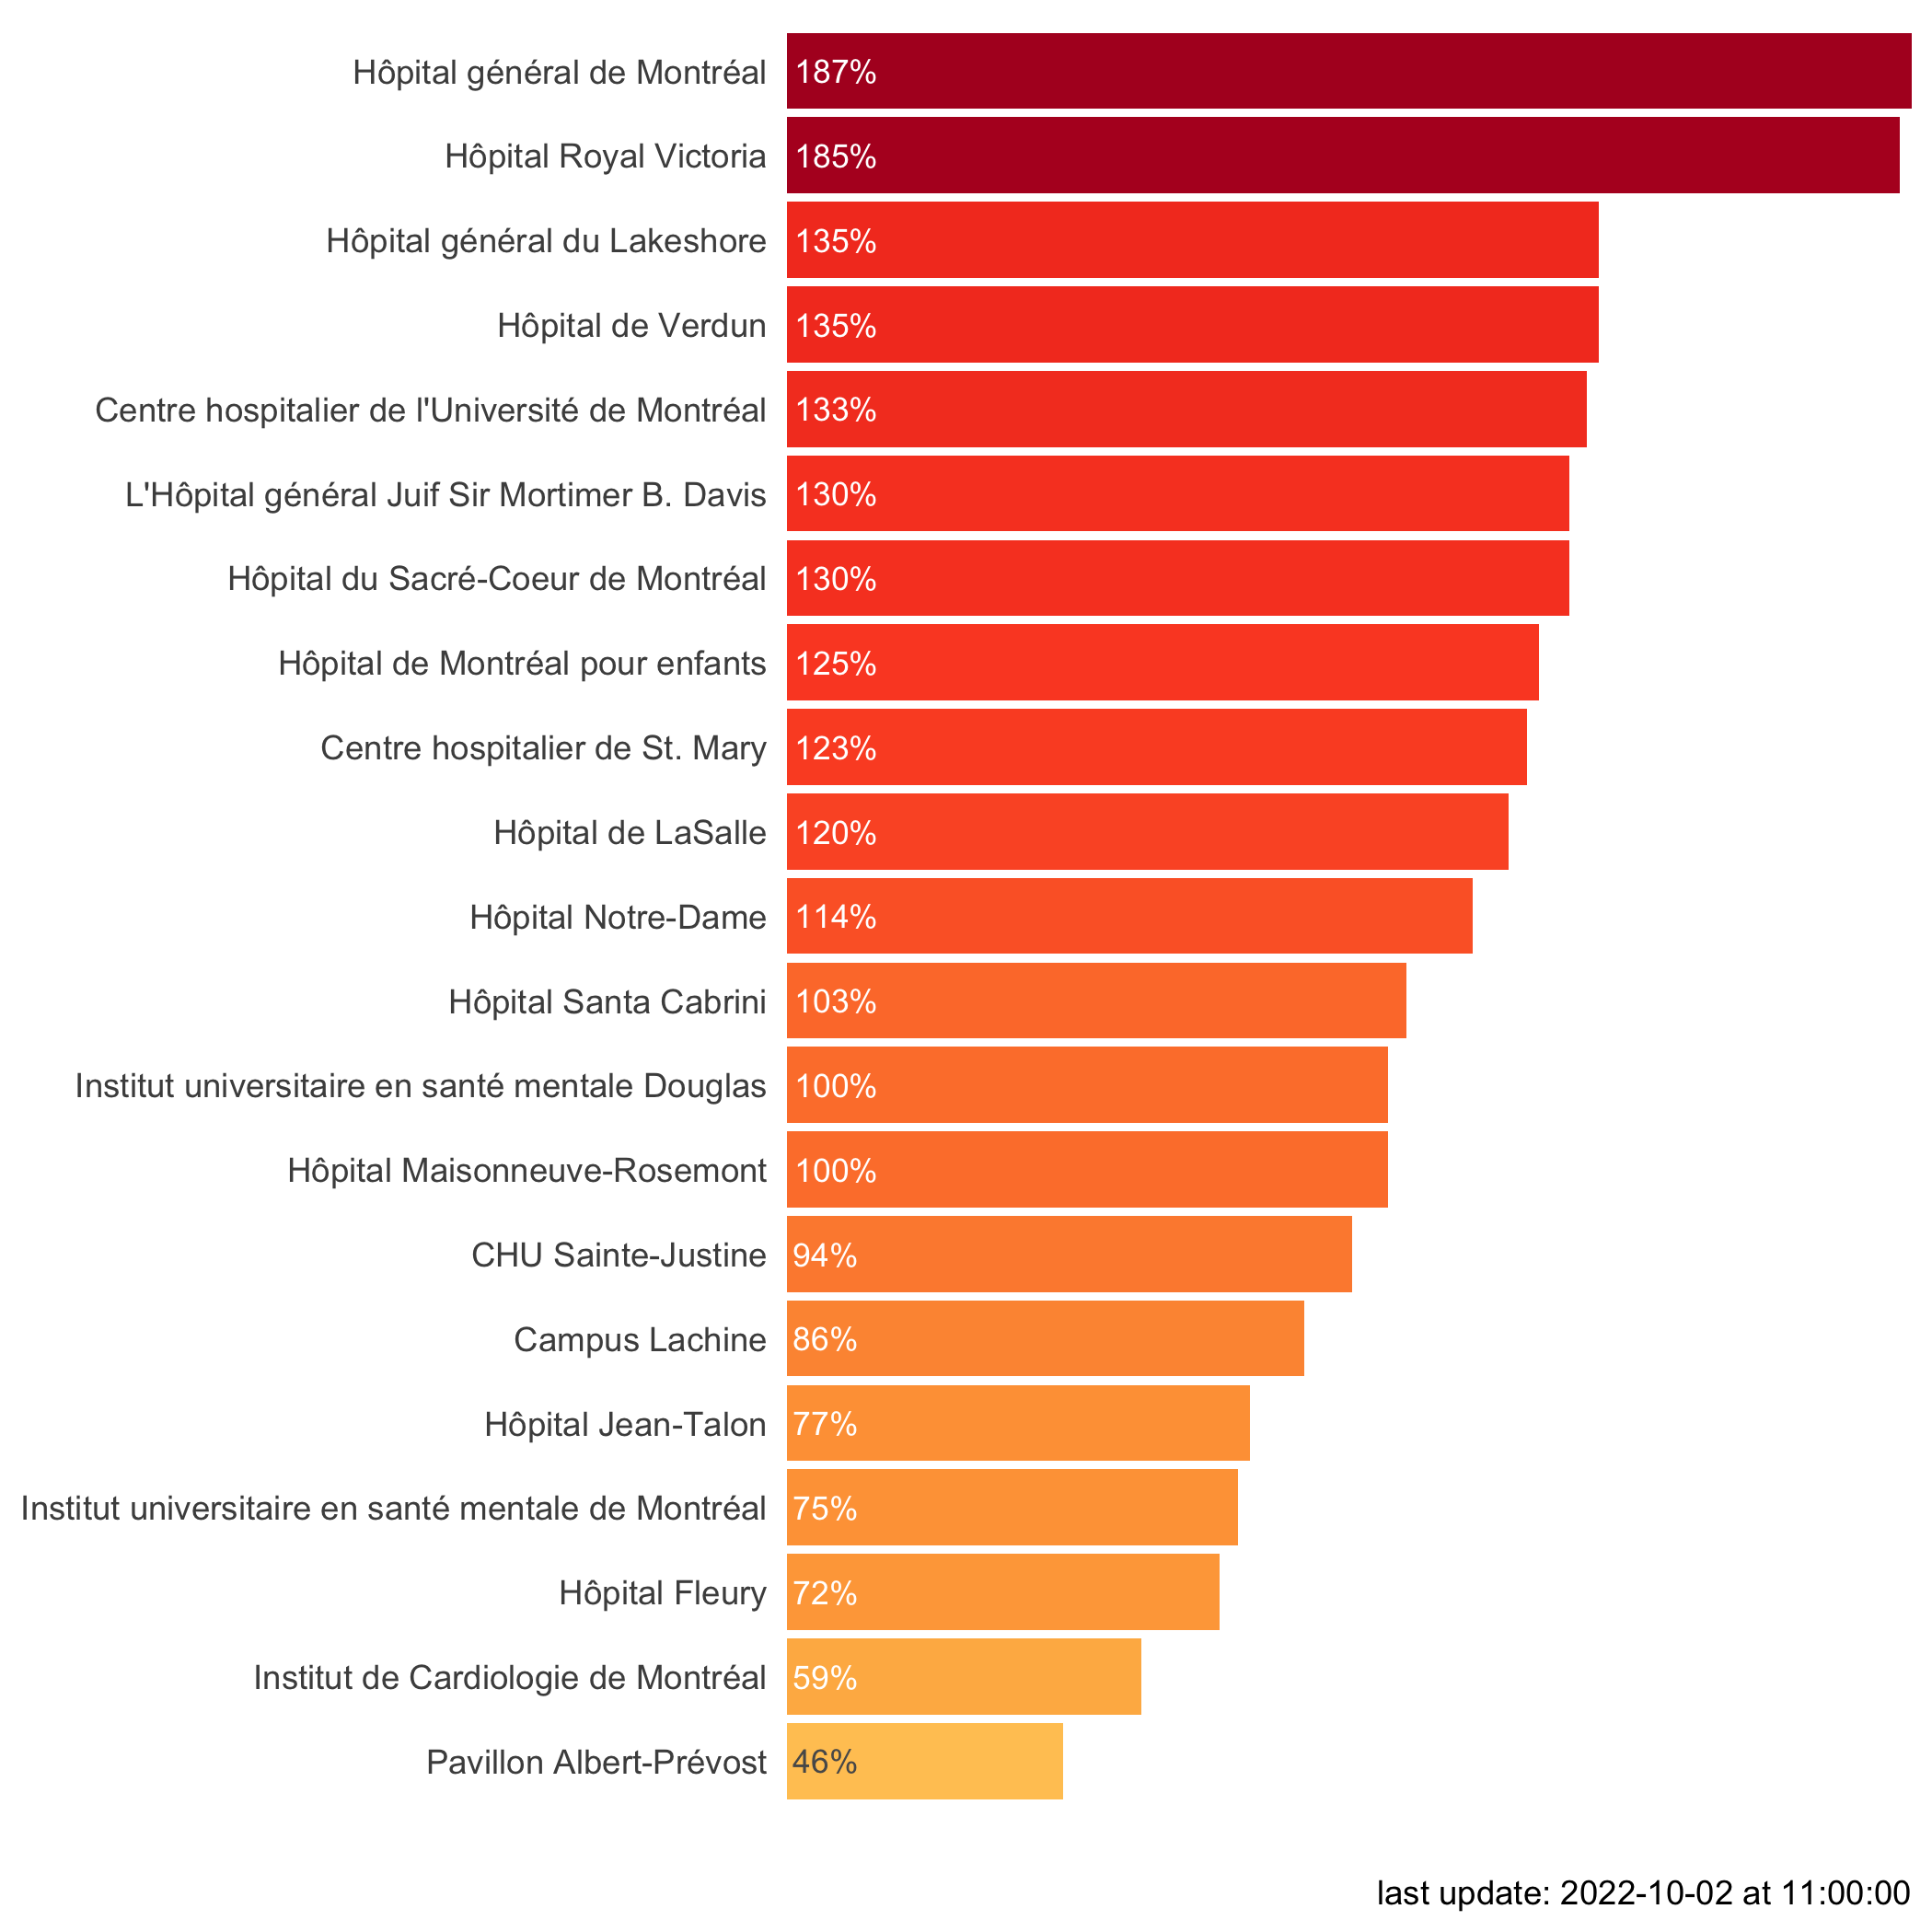 Hôpital général de Montréal 187%
Hôpital Royal Victoria 185%
Hôpital général du Lakeshore 135%
Hôpital de Verdun 135%
Centre hospitalier de l'Université de Montréal 133%
L'Hôpital général Juif Sir Mortimer B. Davis 130%
Hôpital du Sacré-Coeur de Montréal 130%
Hôpital de Montréal pour enfants 125%
Centre hospitalier de St. Mary 123%
Hôpital de LaSalle 120%
Hôpital Notre-Dame 114%
Hôpital Santa Cabrini 103%
Institut universitaire en santé mentale Douglas 100%
Hôpital Maisonneuve-Rosemont 100%
CHU Sainte-Justine 94%
Campus Lachine 86%
Hôpital Jean-Talon 77%
Institut universitaire en santé mentale de Montréal 75%
Hôpital Fleury 72%
Institut de Cardiologie de Montréal 59%
Pavillon Albert-Prévost 46%
last update: 2022-10-02 at 11:00:00